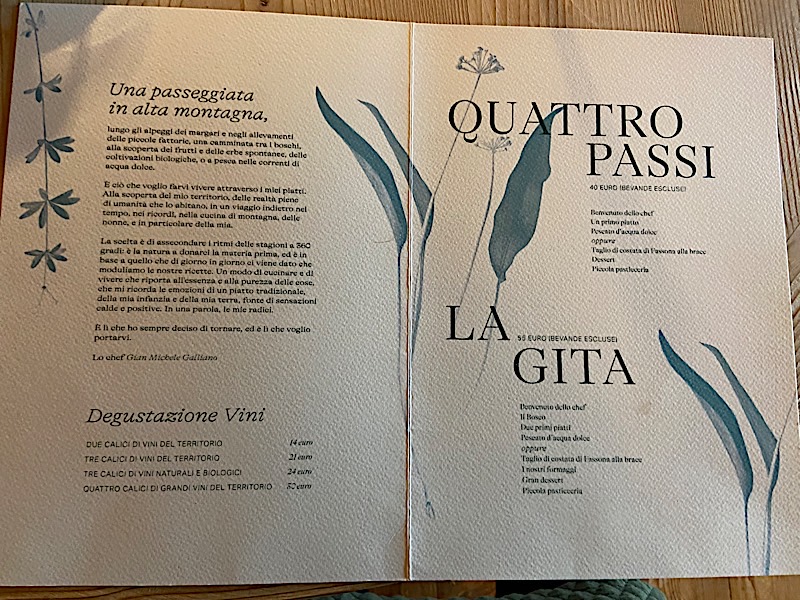 Una passeggiata
in alta montagna,
lungo gli alpeggi dei margari e negli allevamenti
delle piccole fattorie, una camminata tra i boschi,
alla scoperta dei frutti e delle erbe spontanee, delle
coltivazioni biologiche, o a pesca nelle correnti di
acqua dolce.
È ciò che voglio farvi vivere attraverso i miei piatti.
Alla scoperta del mio territorio, delle realtà piene
di umanità che lo abitano, in un viaggio indietro nel
tempo, nei ricordi, nella cucina di montagna, delle
nonne, e in particolare della mia.
La scelta è di assecondare i ritmi delle stagioni a 360
gradi: è la natura a donarci la materia prima, ed è in
base a quello che di giorno in giorno ci viene dato che
moduliamo le nostre ricette. Un modo di cucinare e di
vivere che riporta all'essenza e alla purezza delle cose,
che mi ricorda le emozioni di un piatto tradizionale,
della mia infanzia e della mia terra, fonte di sensazioni
calde e positive. In una parola, le mie radici.
È lì che ho sempre deciso di tornare, ed è lì che voglio
portarvi.
Lo chef Gian Michele Galliano
Degustazione Vini
DUE CALICI DI VINI DEL TERRITORIO 14 euro
TRE CALICI DI VINI DEL TERRITORIO 21 euro
TRE CALICI DI VINI NATURALI E BIOLOGICI 24 euro
QUATTRO CALICI DI GRANDI VINI DEL TERRITORIO euro
QUATTRO
PASSI
40 EURO (BEVANDE ESCLUSE)
Benvenuto dello chef
Un primo piatto
Pescato d'acqua dolce
oppure
Taglio di costata di Fassona alla brace
Dessert
Piccola pasticceria
LA
55 EURO (BEVANDE ESCLUSE)
GITA
Benvenuto dello chef
Il Bosco
Due primi piatti
Pescato d'acqua dolce
oppure
Taglio di costata di Fassona alla brace
I nostri formaggi
Gran dessert
Piccola pasticceria